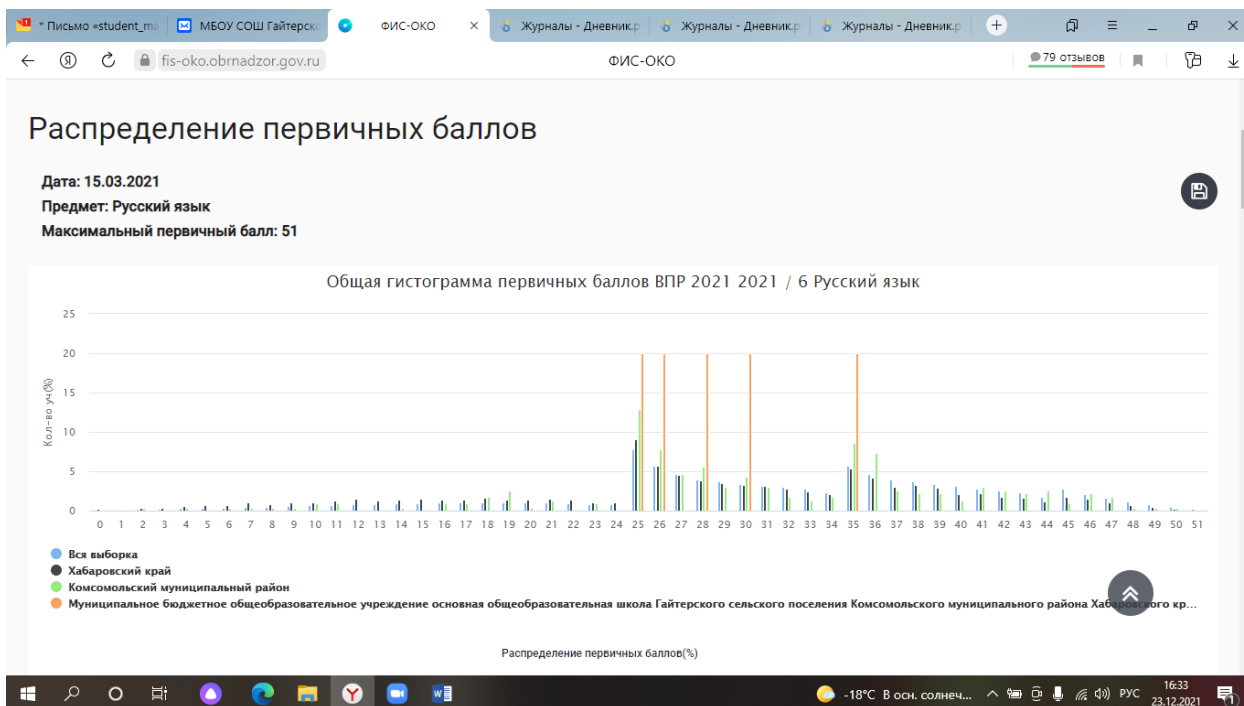 * Письмо «student_ma
МБОУ СОШ Гайтерск
ФИС-ОКО
Журналы - Дневник.р
Журналы - Дневник.р
Журналы - Дневник.р
fis-oko.obrnadzor.gov.ru
ФИС-ОКО
79 отзывов
Распределение первичных баллов
Дата: 15.03.2021
Предмет: Русский язык
Максимальный первичный балл: 51
Общая гистограмма первичных баллов ВПР 2021 2021 / 6 Русский язык
Кол-во уч(%)
25
20
15
10
5
0
0 1 2 3 4 5 6 7 8 9 10 11 12 13 14 15 16 17 18 19 20 21 22 23 24 25 26 27 28 29 30 31 32 33 34 35 36 37 38 39 40 41 42 43 44 45 46 47 48 49 50 51
Вся выборка
Хабаровский край
Комсомольский муниципальный район
Муниципальное бюджетное общеобразовательное учреждение основная общеобразовательная школа Гайтерского сельского поселения Комсомольского муниципального района Хабаровского кр...
Распределение первичных баллов(%)
-18°C В осн. солнеч...
РУС
16:33
23.12.2021